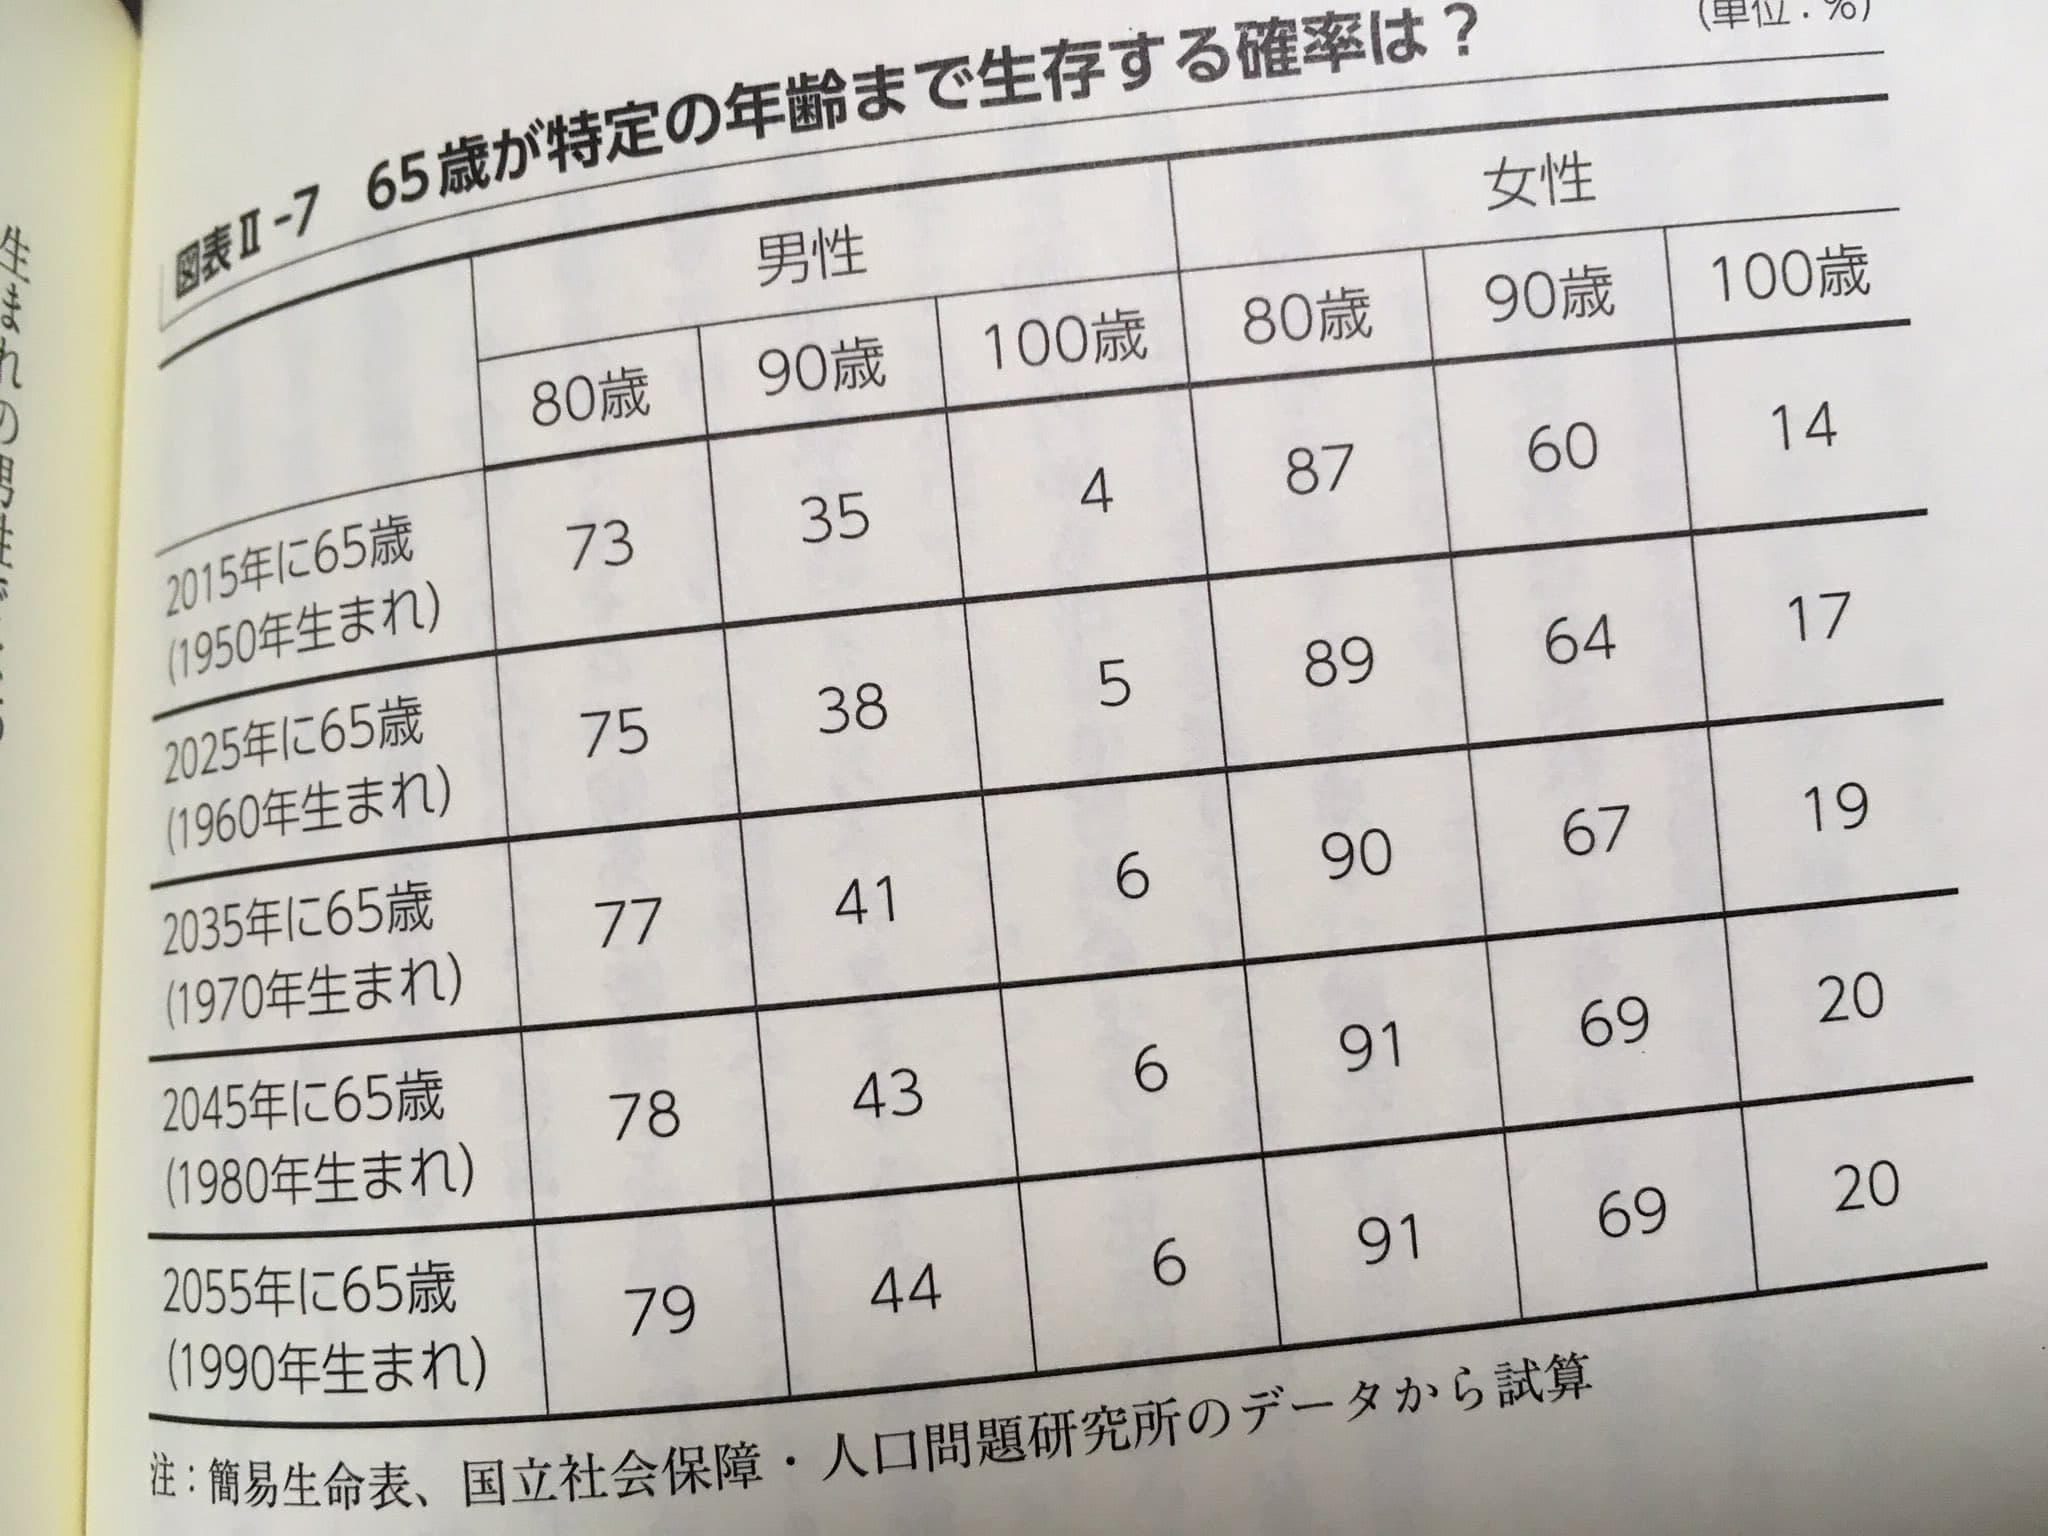 図表Ⅱ-7 65歳が特定の年齢まで生存する確率は？
(単位：%)
男性 女性
80歳 90歳 100歳 80歳 90歳 100歳
2015年に65歳
(1950年生まれ) 73 35 4 87 60 14
2025年に65歳
(1960年生まれ) 75 38 5 89 64 17
2035年に65歳
(1970年生まれ) 77 41 6 90 67 19
2045年に65歳
(1980年生まれ) 78 43 6 91 69 20
2055年に65歳
(1990年生まれ) 79 44 6 91 69 20
注：簡易生命表、国立社会保障・人口問題研究所のデータから試算
生まれの男性